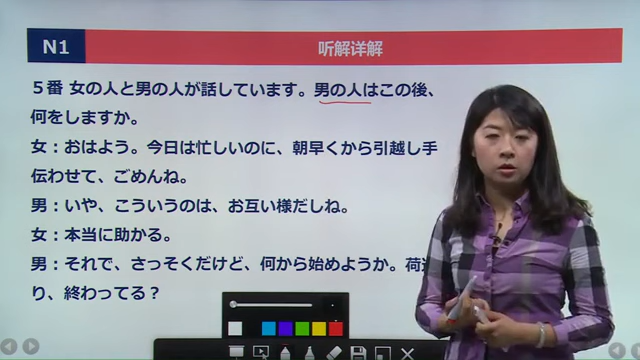 N1
听解详解
５番 女の人と男の人が話しています。男の人はこの後、
何をしますか。
女：おはよう。今日は忙しいのに、朝早くから引越し手
伝わせて、ごめんね。
男：いや、こういうのは、お互い様だしね。
女：本当に助かる。
男：それで、さっそくだけど、何から始めようか。荷
り、終わってる？